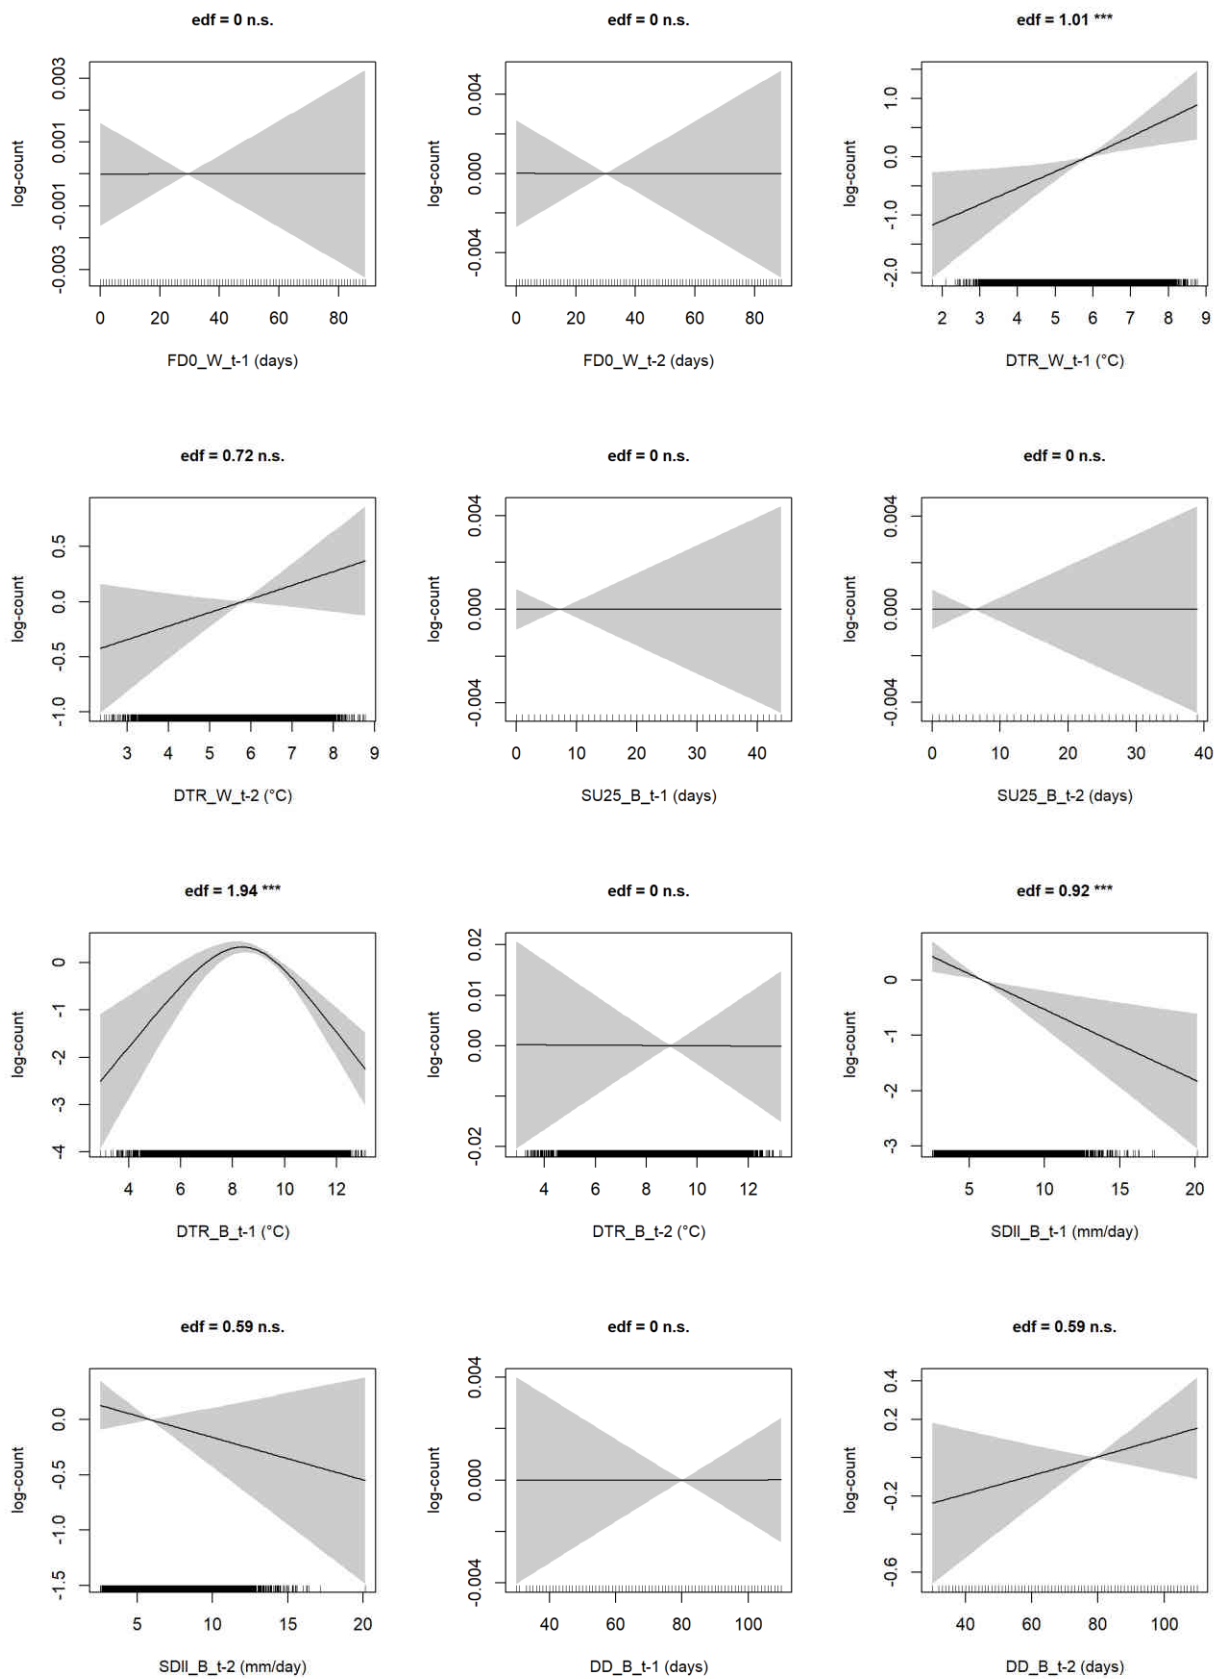 edf = 0 n.s.
edf = 0 n.s.
edf = 1.01 ***
log-count
0.003
0.001
-0.001
-0.003
0 20 40 60 80
FD0_W_t-1 (days)
log-count
0.004
0.000
-0.004
0 20 40 60 80
FD0_W_t-2 (days)
log-count
1.0
0.0
-1.0
-2.0
2 3 4 5 6 7 8 9
DTR_W_t-1 (°C)
edf = 0.72 n.s.
edf = 0 n.s.
edf = 0 n.s.
log-count
0.5
0.0
-0.5
-1.0
3 4 5 6 7 8 9
DTR_W_t-2 (°C)
log-count
0.004
0.000
-0.004
0 10 20 30 40
SU25_B_t-1 (days)
log-count
0.004
0.000
-0.004
0 10 20 30 40
SU25_B_t-2 (days)
edf = 1.94 ***
edf = 0 n.s.
edf = 0.92 ***
log-count
0
-1
-2
-3
-4
4 6 8 10 12
DTR_B_t-1 (°C)
log-count
0.02
0.01
0.00
-0.02
4 6 8 10 12
DTR_B_t-2 (°C)
log-count
0
-1
-2
-3
5 10 15 20
SDII_B_t-1 (mm/day)
edf = 0.59 n.s.
edf = 0 n.s.
edf = 0.59 n.s.
log-count
0.0
-0.5
-1.0
-1.5
5 10 15 20
SDII_B_t-2 (mm/day)
log-count
0.004
0.000
-0.004
40 60 80 100
DD_B_t-1 (days)
log-count
0.4
0.2
-0.2
-0.6
40 60 80 100
DD_B_t-2 (days)